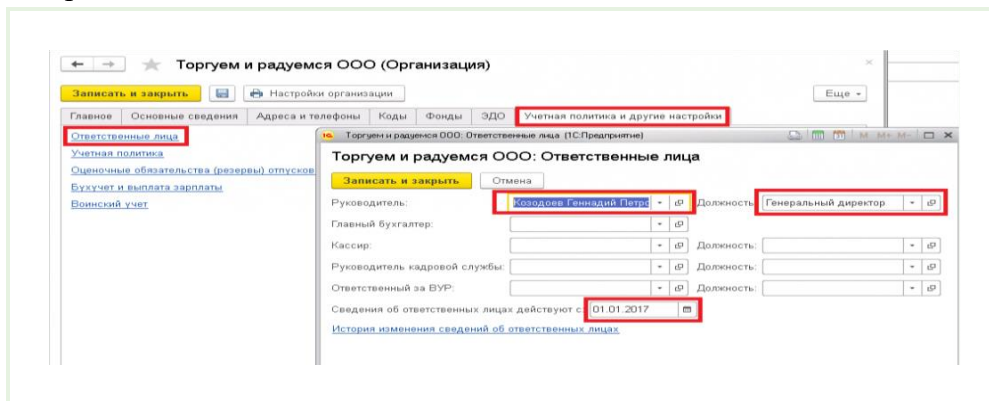 Торгуем и радуемся ООО (Организация)
Записать и закрыть Настройки организации Еще
Главное Основные сведения Адреса и телефоны Коды Фонды ЭДО Учетная политика и другие настройки
Ответственные лица
Учетная политика
Оценочные обязательства (резервы) отпусков
Бухучет и выплата зарплаты
Воинский учет
Торгуем и радуемся ООО: Ответственные лица (1С:Предприятие) M M+ M-
Торгуем и радуемся ООО: Ответственные лица
Записать и закрыть Отмена
Руководитель: Козодоев Геннадий Петро Должность: Генеральный директор
Главный бухгалтер:
Кассир: Должность:
Руководитель кадровой службы: Должность:
Ответственный за ВУР: Должность:
Сведения об ответственных лицах действуют с: 01.01.2017
История изменения сведений об ответственных лицах